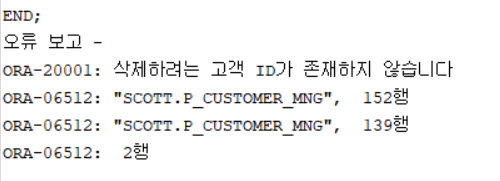 END;
오류 보고 -
ORA-20001: 삭제하려는 고객 ID가 존재하지 않습니다
ORA-06512: "SCOTT.P_CUSTOMER_MNG",  152행
ORA-06512: "SCOTT.P_CUSTOMER_MNG",  139행
ORA-06512:  2행